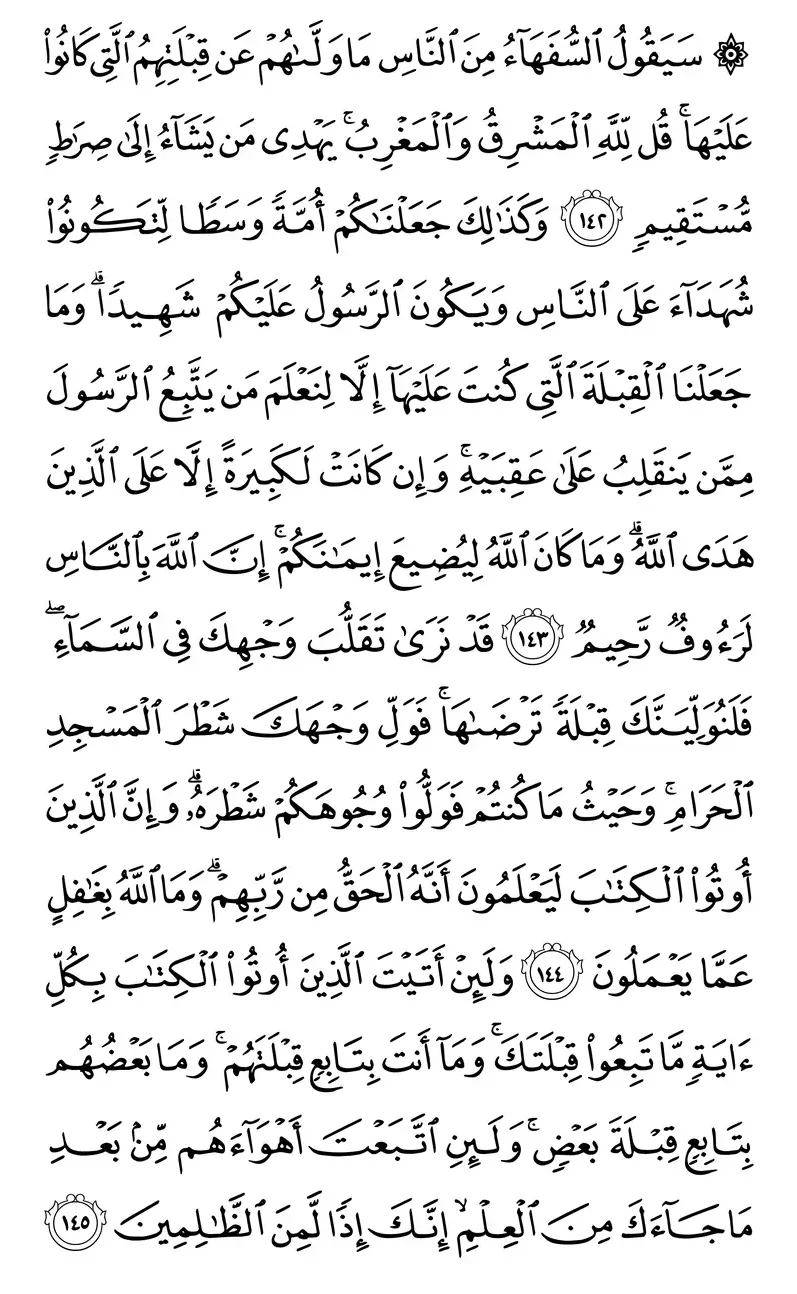 ۞ سَيَقُولُ ٱلسُّفَهَآءُ مِنَ ٱلنَّاسِ مَا وَلَّىٰهُمْ عَن قِبْلَتِهِمُ ٱلَّتِى كَانُوا۟
عَلَيْهَا ۚ قُل لِّلَّهِ ٱلْمَشْرِقُ وَٱلْمَغْرِبُ ۚ يَهْدِى مَن يَشَآءُ إِلَىٰ صِرَٰطٍ
مُّسْتَقِيمٍ ١٤٢ وَكَذَٰلِكَ جَعَلْنَٰكُمْ أُمَّةً وَسَطًا لِّتَكُونُوا۟
شُهَدَآءَ عَلَى ٱلنَّاسِ وَيَكُونَ ٱلرَّسُولُ عَلَيْكُمْ شَهِيدًا ۗ وَمَا
جَعَلْنَا ٱلْقِبْلَةَ ٱلَّتِى كُنتَ عَلَيْهَآ إِلَّا لِنَعْلَمَ مَن يَتَّبِعُ ٱلرَّسُولَ
مِمَّن يَنقَلِبُ عَلَىٰ عَقِبَيْهِ ۚ وَإِن كَانَتْ لَكَبِيرَةً إِلَّا عَلَى ٱلَّذِينَ
هَدَى ٱللَّهُ ۗ وَمَا كَانَ ٱللَّهُ لِيُضِيعَ إِيمَٰنَكُمْ ۚ إِنَّ ٱللَّهَ بِٱلنَّاسِ
لَرَءُوفٌ رَّحِيمٌ ١٤٣ قَدْ نَرَىٰ تَقَلُّبَ وَجْهِكَ فِى ٱلسَّمَآءِ ۖ
فَلَنُوَلِّيَنَّكَ قِبْلَةً تَرْضَىٰهَا ۚ فَوَلِّ وَجْهَكَ شَطْرَ ٱلْمَسْجِدِ
ٱلْحَرَامِ ۚ وَحَيْثُ مَا كُنتُمْ فَوَلُّوا۟ وُجُوهَكُمْ شَطْرَهُۥ ۗ وَإِنَّ ٱلَّذِينَ
أُوتُوا۟ ٱلْكِتَٰبَ لَيَعْلَمُونَ أَنَّهُ ٱلْحَقُّ مِن رَّبِّهِمْ ۗ وَمَا ٱللَّهُ بِغَٰفِلٍ
عَمَّا يَعْمَلُونَ ١٤٤ وَلَئِنْ أَتَيْتَ ٱلَّذِينَ أُوتُوا۟ ٱلْكِتَٰبَ بِكُلِّ
ءَايَةٍ مَّا تَبِعُوا۟ قِبْلَتَكَ ۚ وَمَآ أَنتَ بِتَابِعٍ قِبْلَتَهُمْ ۚ وَمَا بَعْضُهُم
بِتَابِعٍ قِبْلَةَ بَعْضٍ ۚ وَلَئِنِ ٱتَّبَعْتَ أَهْوَآءَهُم مِّنۢ بَعْدِ
مَا جَآءَكَ مِنَ ٱلْعِلْمِ ۙ إِنَّكَ إِذًا لَّمِنَ ٱلظَّٰلِمِينَ ١٤٥